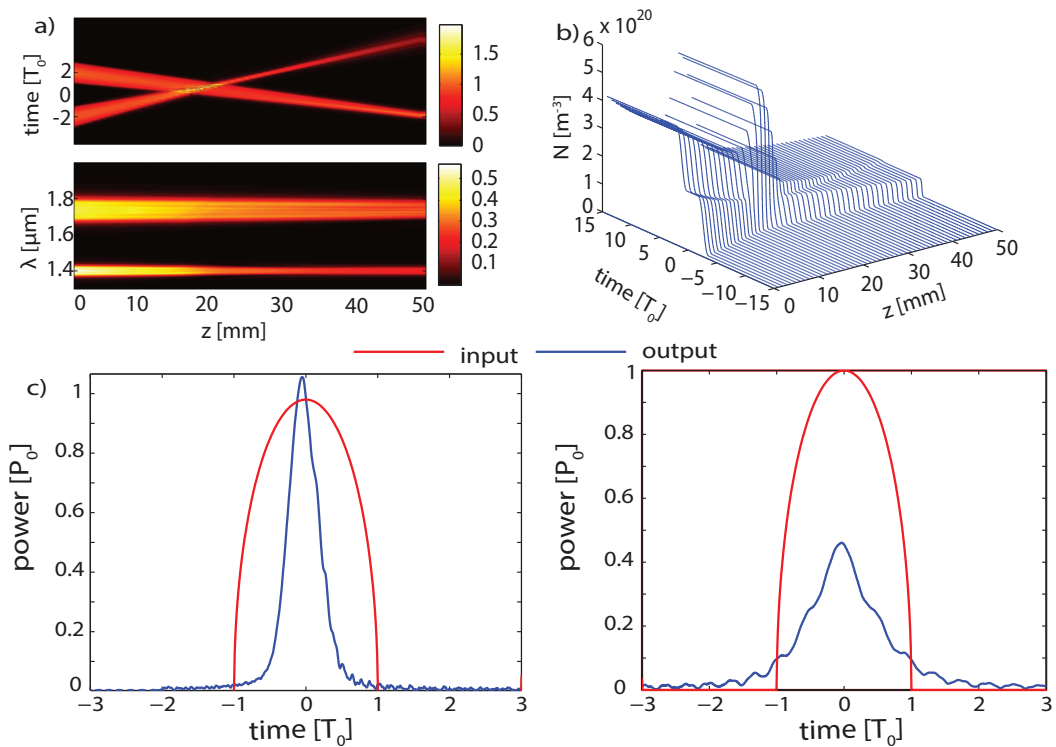 a)
time [T0]
2
0
-2
1.5
1
0.5
0
λ [µm]
1.8
1.6
1.4
0.5
0.4
0.3
0.2
0.1
0 10 20 30 40 50
z [mm]
b)
x 10^20
N [m^-3]
6
5
4
3
2
1
0
15
10
5
0
−5
−10
−15
time [T0]
0
10
20
30
40
50
z [mm]
input output
c)
power [P0]
1
0.8
0.6
0.4
0.2
0
−3 −2 −1 0 1 2 3
time [T0]
power [P0]
1
0.8
0.6
0.4
0.2
0
−3 −2 −1 0 1 2 3
time [T0]